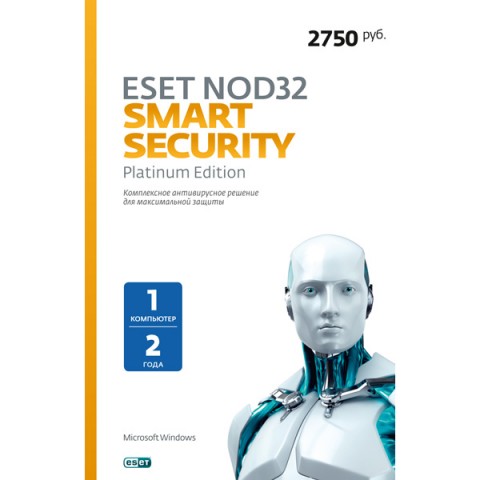 2750 руб.
ESET NOD32
SMART
SECURITY
Platinum Edition
Комплексное антивирусное решение
для максимальной защиты
1
КОМПЬЮТЕР
2
ГОДА
Microsoft Windows
eset